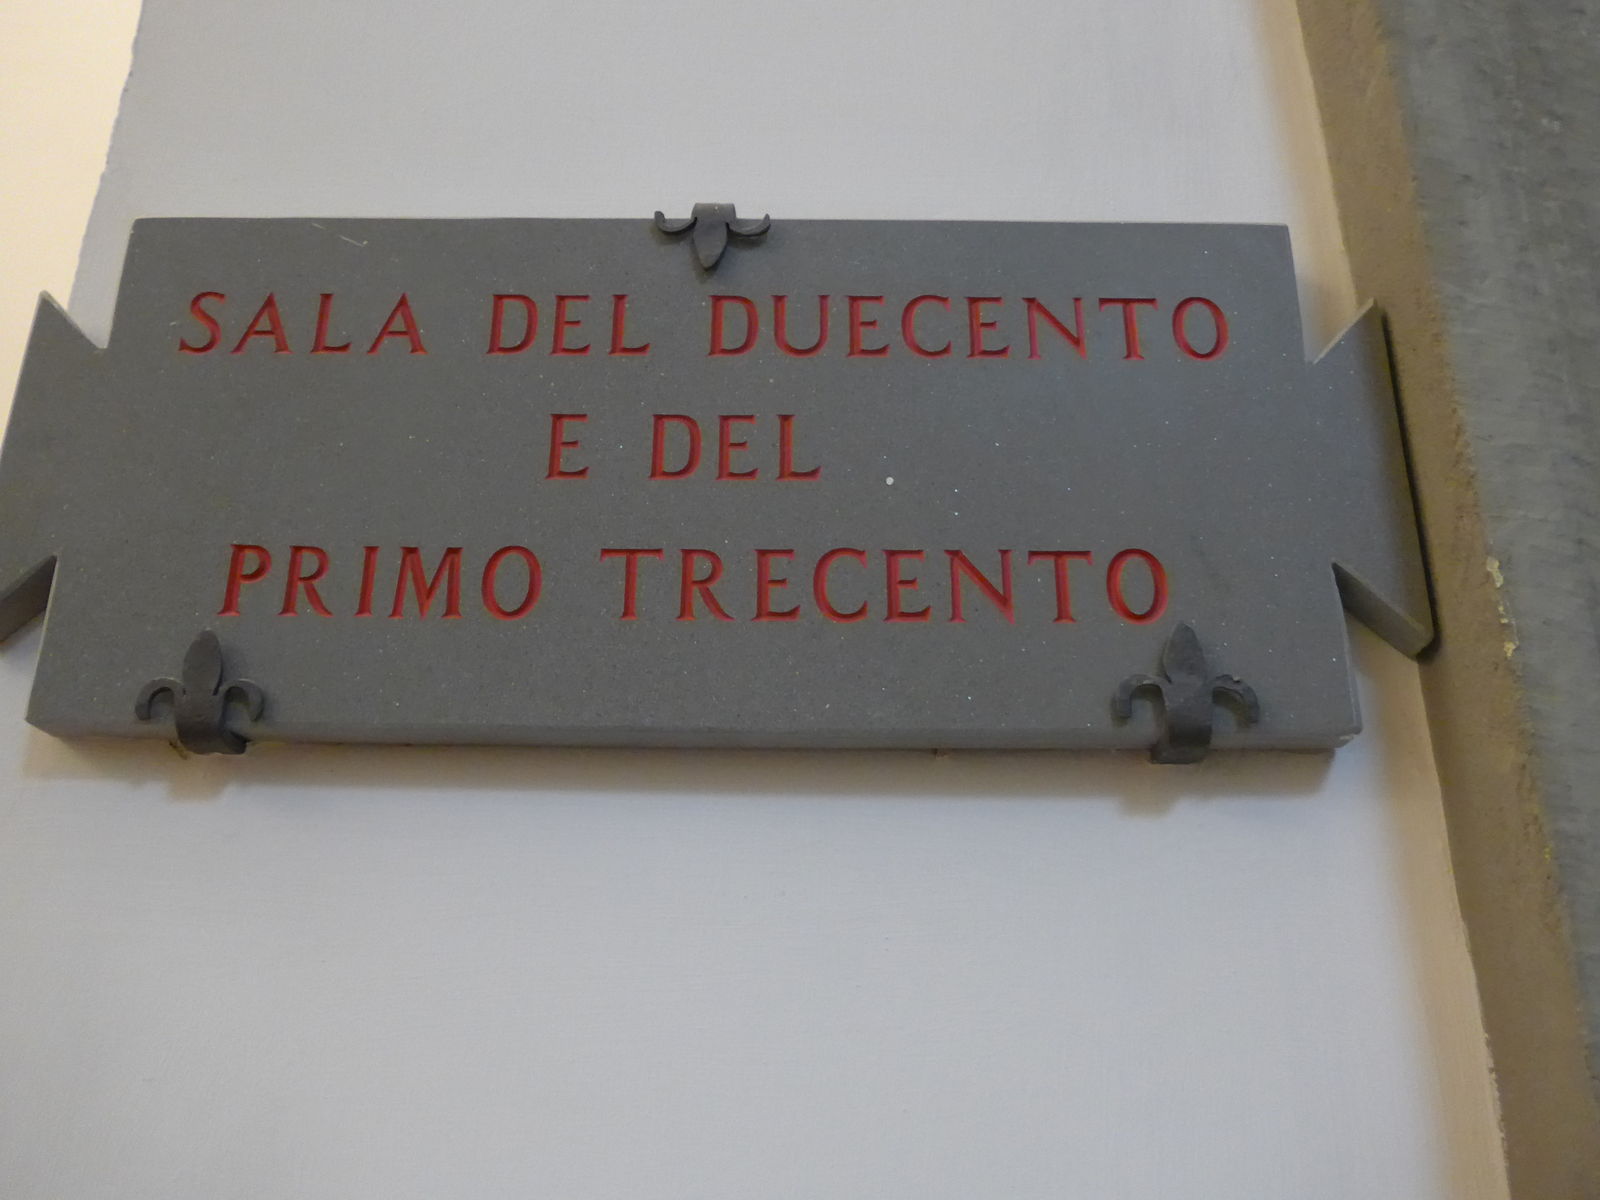 SALA DEL DUECENTO
E DEL
PRIMO TRECENTO